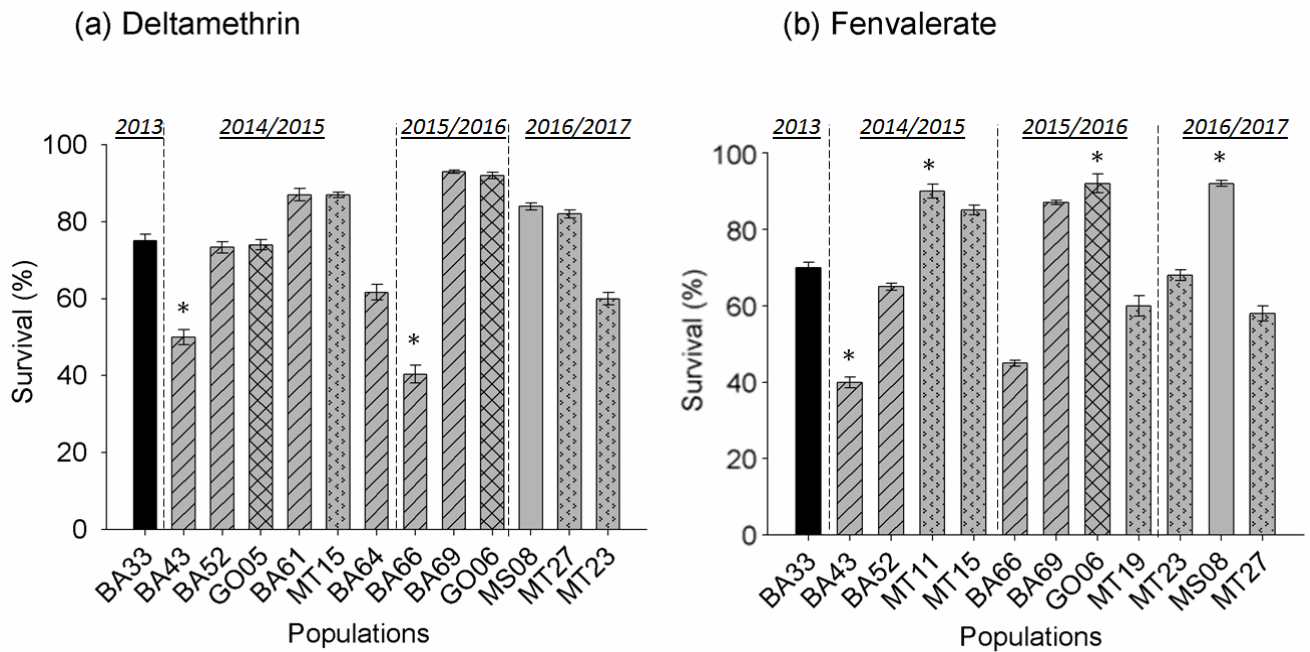 (a) Deltamethrin
2013 2014/2015 2015/2016 2016/2017
*
*
100
80
60
40
20
0
Survival (%)
BA33 BA43 BA52 GO05 BA61 MT15 BA64 BA66 BA69 GO06 MS08 MT27 MT23
Populations
(b) Fenvalerate
2013 2014/2015 2015/2016 2016/2017
* * *
*
100
80
60
40
20
0
Survival (%)
BA33 BA43 BA52 MT11 MT15 BA66 BA69 GO06 MT19 MT23 MS08 MT27
Populations